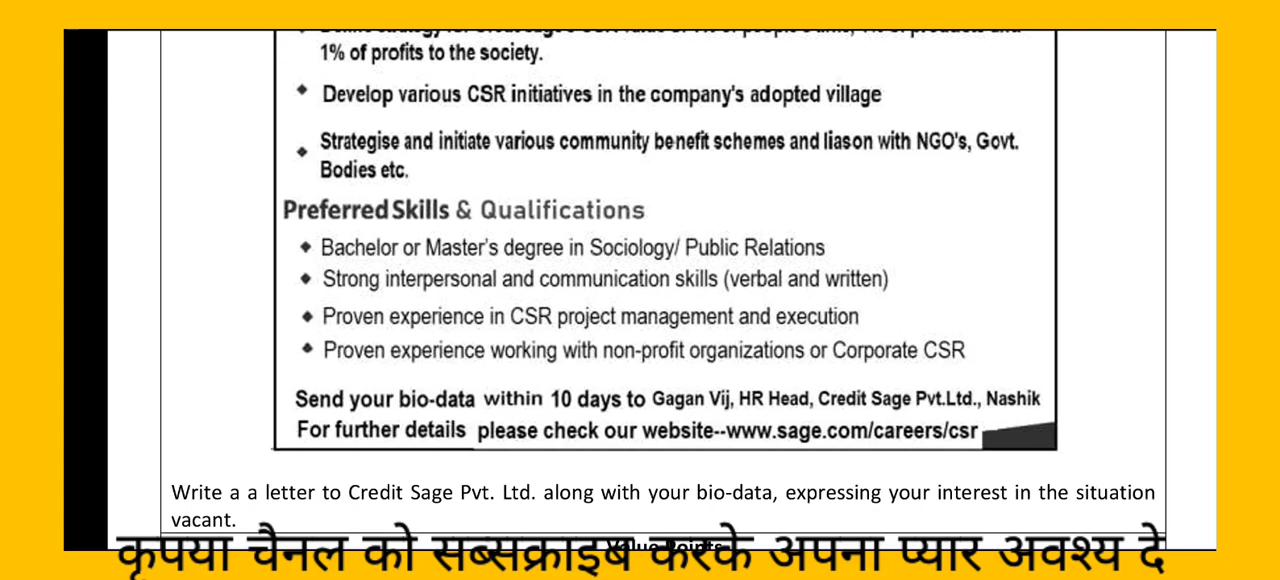 1% of profits to the society.
◆ Develop various CSR initiatives in the company's adopted village
◆ Strategise and initiate various community benefit schemes and liason with NGO's, Govt.
Bodies etc.
Preferred Skills & Qualifications
◆ Bachelor or Master's degree in Sociology/ Public Relations
◆ Strong interpersonal and communication skills (verbal and written)
◆ Proven experience in CSR project management and execution
◆ Proven experience working with non-profit organizations or Corporate CSR
Send your bio-data within 10 days to Gagan Vij, HR Head, Credit Sage Pvt.Ltd., Nashik
For further details please check our website--www.sage.com/careers/csr
Write a a letter to Credit Sage Pvt. Ltd. along with your bio-data, expressing your interest in the situation
vacant.
Value Points
कृपया चैनल को सब्सक्राइब करके अपना प्यार अवश्य दे